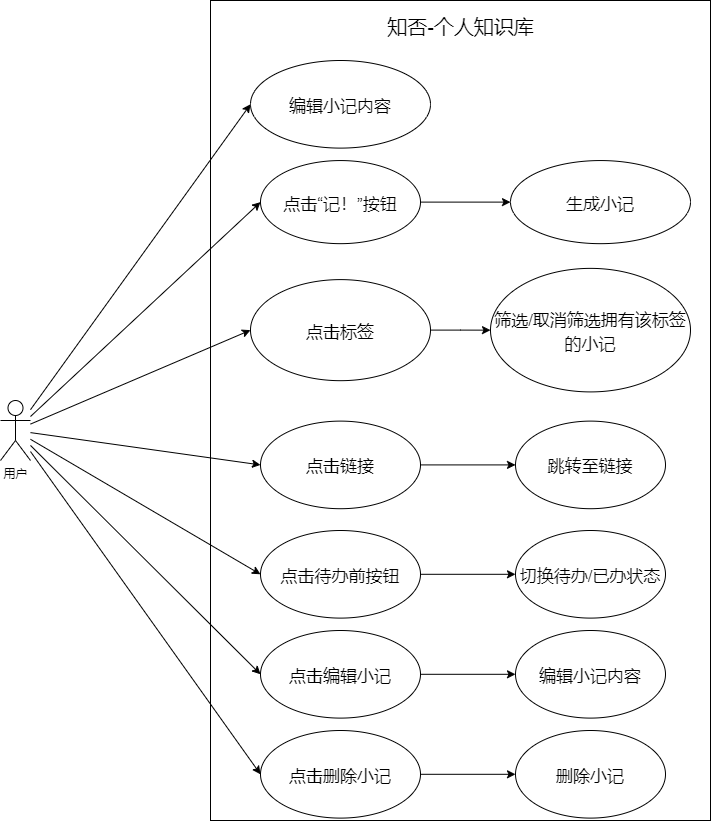 知否-个人知识库
编辑小记内容
点击“记！”按钮
生成小记
点击标签
筛选/取消筛选拥有该标签
的小记
用户
点击链接
跳转至链接
点击待办前按钮
切换待办/已办状态
点击编辑小记
编辑小记内容
点击删除小记
删除小记